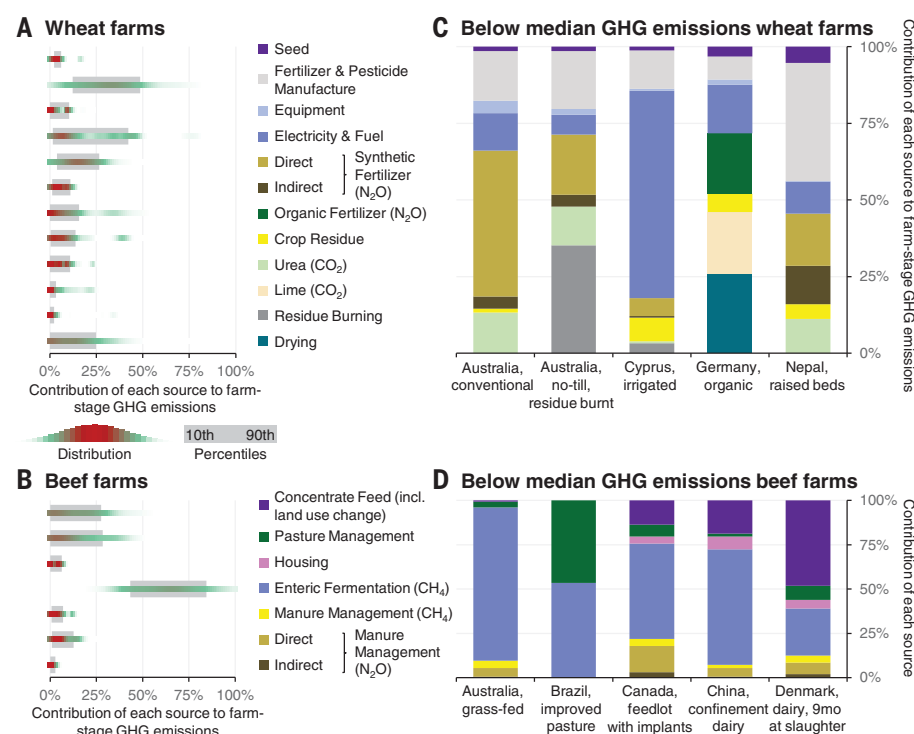 A Wheat farms
Seed
Fertilizer & Pesticide
Manufacture
Equipment
Electricity & Fuel
Direct
Indirect
Synthetic
Fertilizer
(N₂O)
Organic Fertilizer (N₂O)
Crop Residue
Urea (CO₂)
Lime (CO₂)
Residue Burning
Drying
0% 25% 50% 75% 100%
Contribution of each source to farm-
stage GHG emissions
Distribution
10th 90th
Percentiles
C Below median GHG emissions wheat farms
100%
75%
50%
25%
0%
Contribution of each source to farm-stage GHG emissions
Australia,
conventional
Australia,
no-till,
residue burnt
Cyprus,
irrigated
Germany,
organic
Nepal,
raised beds
B Beef farms
Concentrate Feed (incl.
land use change)
Pasture Management
Housing
Enteric Fermentation (CH₄)
Manure Management (CH₄)
Direct
Indirect
Manure
Management
(N₂O)
0% 25% 50% 75% 100%
Contribution of each source to farm-
stage GHG emissions
D Below median GHG emissions beef farms
100%
75%
50%
25%
0%
Contribution of each source
Australia,
grass-fed
Brazil,
improved
pasture
Canada,
feedlot
with implants
China,
confinement
dairy
Denmark,
dairy, 9mo
at slaughter